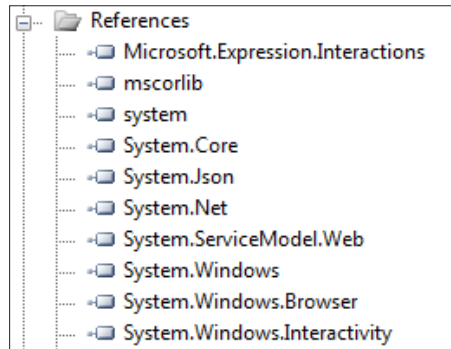 References
Microsoft.Expression.Interactions
mscorlib
system
System.Core
System.Json
System.Net
System.ServiceModel.Web
System.Windows
System.Windows.Browser
System.Windows.Interactivity